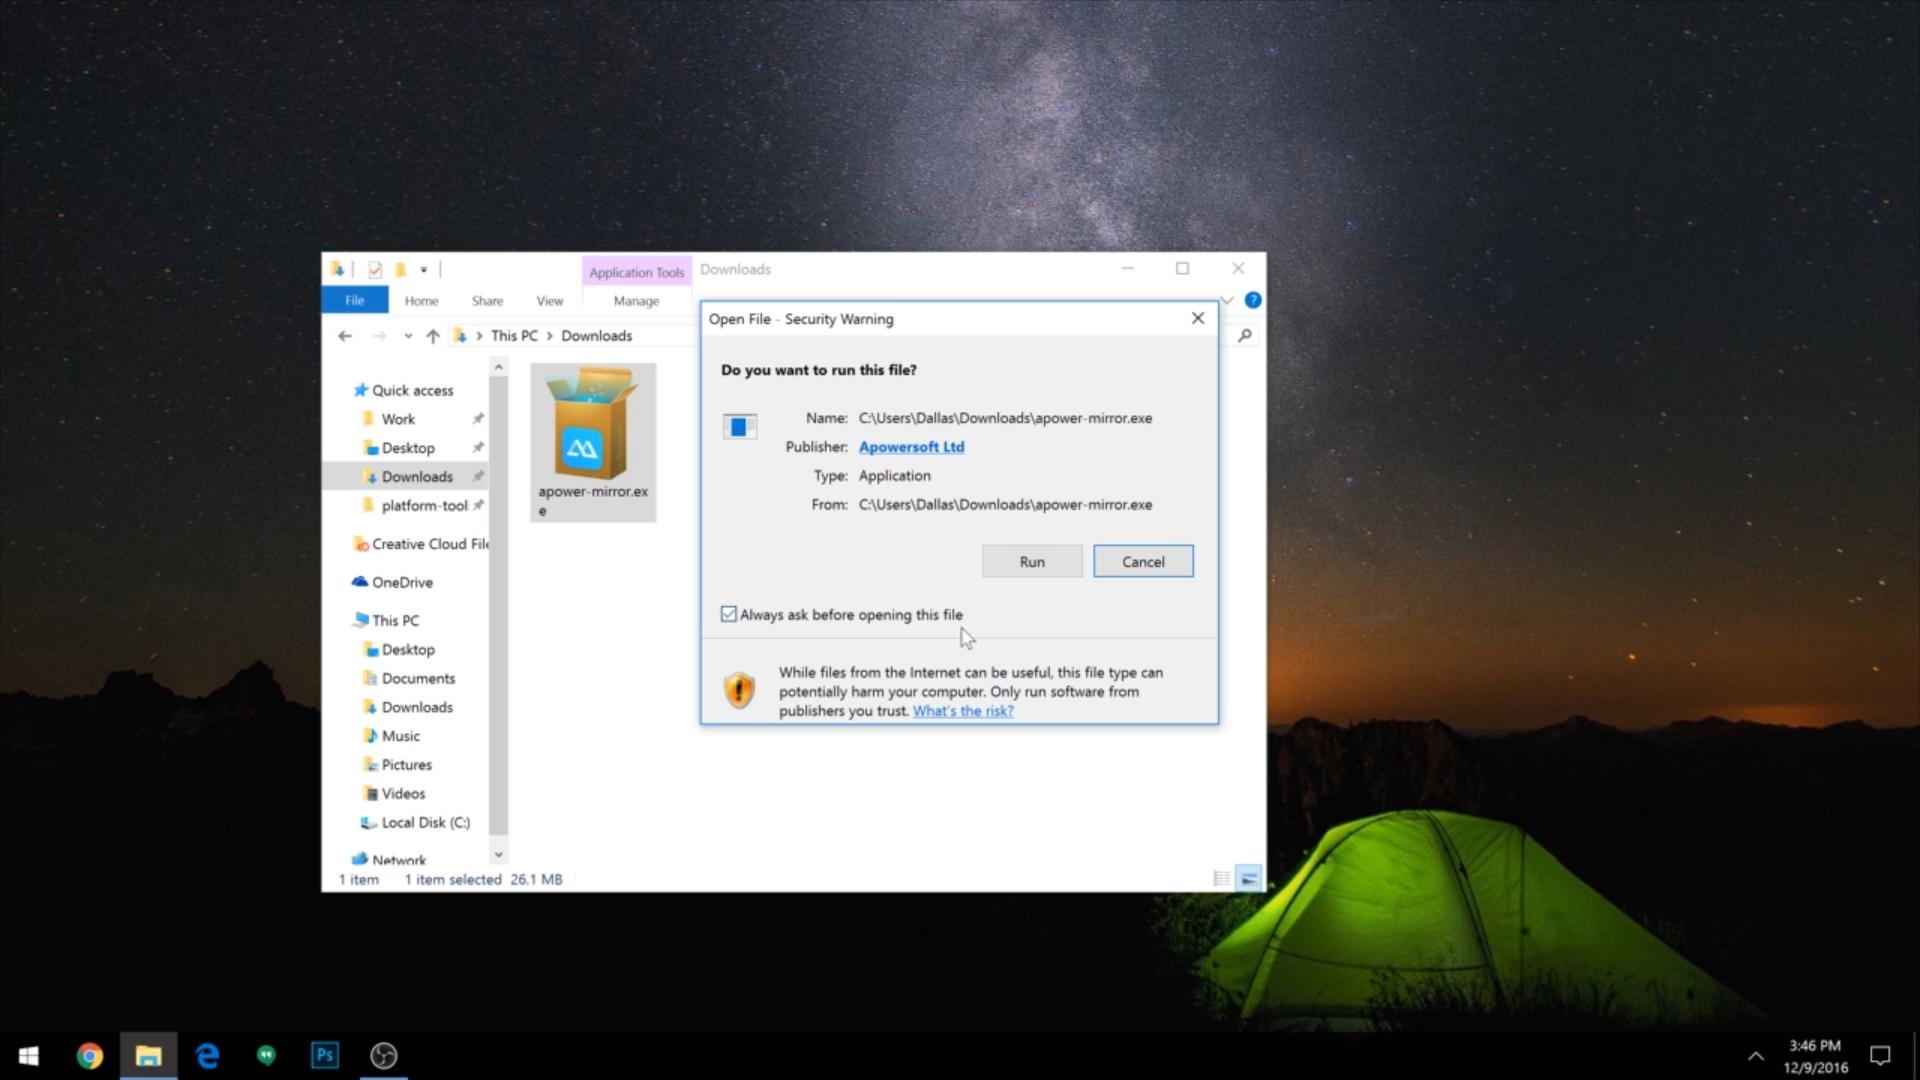 Application Tools
Downloads
File
Home
Share
View
Manage
?
This PC
Downloads
Quick access
Work
Desktop
Downloads
platform-tool
Creative Cloud File
OneDrive
This PC
Desktop
Documents
Downloads
Music
Pictures
Videos
Local Disk (C:)
Network
apower-mirror.ex
e
1 item
1 item selected 26.1 MB
Open File - Security Warning
Do you want to run this file?
Name: C:\Users\Dallas\Downloads\apower-mirror.exe
Publisher: Apowersoft Ltd
Type: Application
From: C:\Users\Dallas\Downloads\apower-mirror.exe
Run
Cancel
Always ask before opening this file
While files from the Internet can be useful, this file type can
potentially harm your computer. Only run software from
publishers you trust. What's the risk?
Ps
3:46 PM
12/9/2016